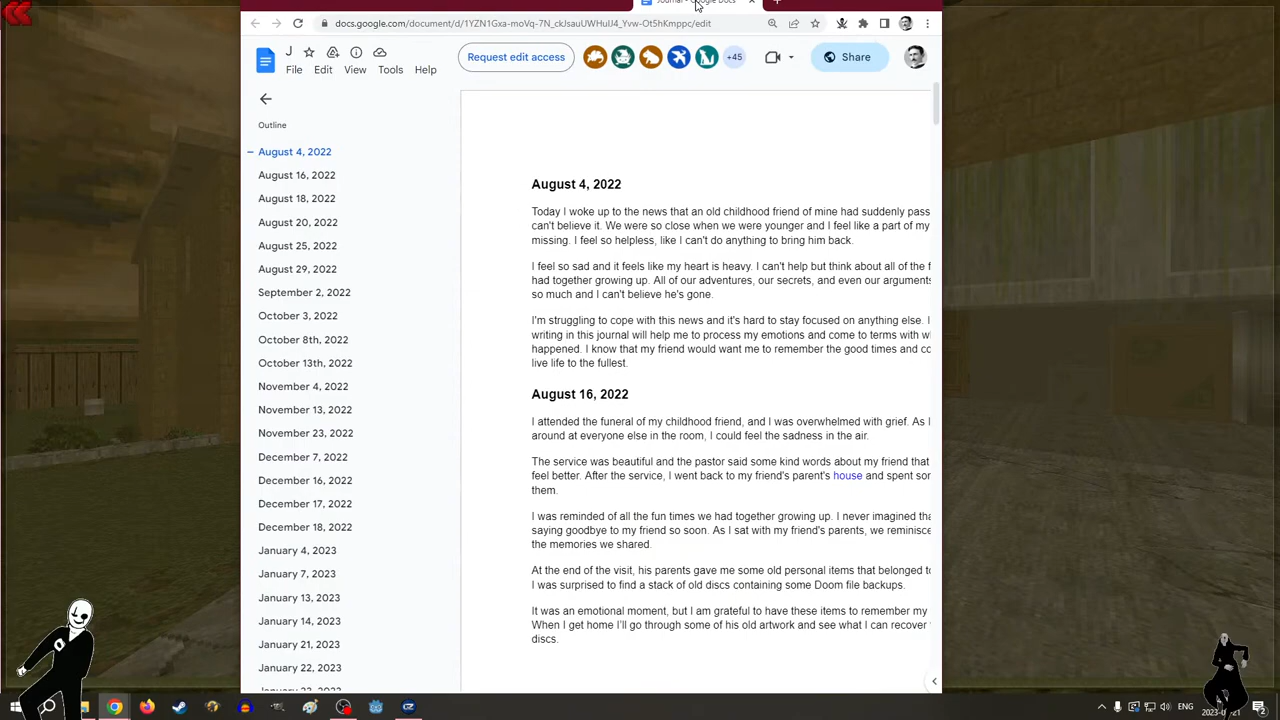 Journal - Google Docs
docs.google.com/document/d/1YZN1Gxa-moVq-7N_ckJsauUWHulJ4_Yvw-Ot5hKmppc/edit
J
File Edit View Tools Help
Request edit access
+45
Share
Outline
August 4, 2022
August 16, 2022
August 18, 2022
August 20, 2022
August 25, 2022
August 29, 2022
September 2, 2022
October 3, 2022
October 8th, 2022
October 13th, 2022
November 4, 2022
November 13, 2022
November 23, 2022
December 7, 2022
December 16, 2022
December 17, 2022
December 18, 2022
January 4, 2023
January 7, 2023
January 13, 2023
January 14, 2023
January 21, 2023
January 22, 2023
August 4, 2022
Today I woke up to the news that an old childhood friend of mine had suddenly pass
can't believe it. We were so close when we were younger and I feel like a part of my
missing. I feel so helpless, like I can't do anything to bring him back.
I feel so sad and it feels like my heart is heavy. I can't help but think about all of the f
had together growing up. All of our adventures, our secrets, and even our arguments
so much and I can't believe he's gone.
I'm struggling to cope with this news and it's hard to stay focused on anything else. I
writing in this journal will help me to process my emotions and come to terms with w
happened. I know that my friend would want me to remember the good times and co
live life to the fullest.
August 16, 2022
I attended the funeral of my childhood friend, and I was overwhelmed with grief. As I
around at everyone else in the room, I could feel the sadness in the air.
The service was beautiful and the pastor said some kind words about my friend that
feel better. After the service, I went back to my friend's parent's house and spent som
them.
I was reminded of all the fun times we had together growing up. I never imagined tha
saying goodbye to my friend so soon. As I sat with my friend's parents, we reminisce
the memories we shared.
At the end of the visit, his parents gave me some old personal items that belonged to
I was surprised to find a stack of old discs containing some Doom file backups.
It was an emotional moment, but I am grateful to have these items to remember my
When I get home I'll go through some of his old artwork and see what I can recover
discs.